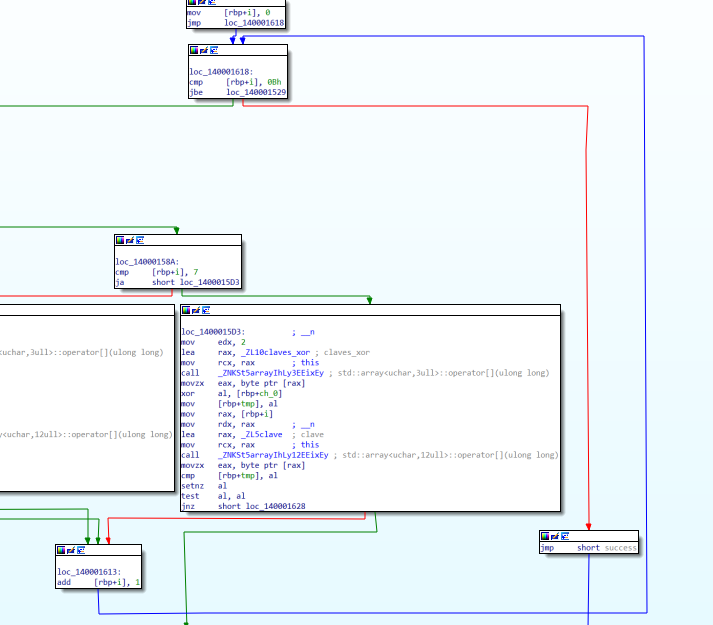 mov [rbp+i], 0
jmp loc_140001618
loc_140001618:
cmp [rbp+i], 0Bh
jbe loc_140001529
loc_14000158A:
cmp [rbp+i], 7
ja short loc_1400015D3
<uchar,3ull>::operator[](ulong long)
<uchar,12ull>::operator[](ulong long)
loc_1400015D3: ; __n
mov edx, 2
lea rax, _ZL10claves_xor ; claves_xor
mov rcx, rax ; this
call _ZNKSt5arrayIhLy3EEixEy ; std::array<uchar,3ull>::operator[](ulong long)
movzx eax, byte ptr [rax]
xor al, [rbp+ch_0]
mov [rbp+tmp], al
mov rax, [rbp+i]
mov rdx, rax ; __n
lea rax, _ZL5clave ; clave
mov rcx, rax ; this
call _ZNKSt5arrayIhLy12EEixEy ; std::array<uchar,12ull>::operator[](ulong long)
movzx eax, byte ptr [rax]
cmp [rbp+tmp], al
setnz al
test al, al
jnz short loc_140001628
jmp short success
loc_140001613:
add [rbp+i], 1